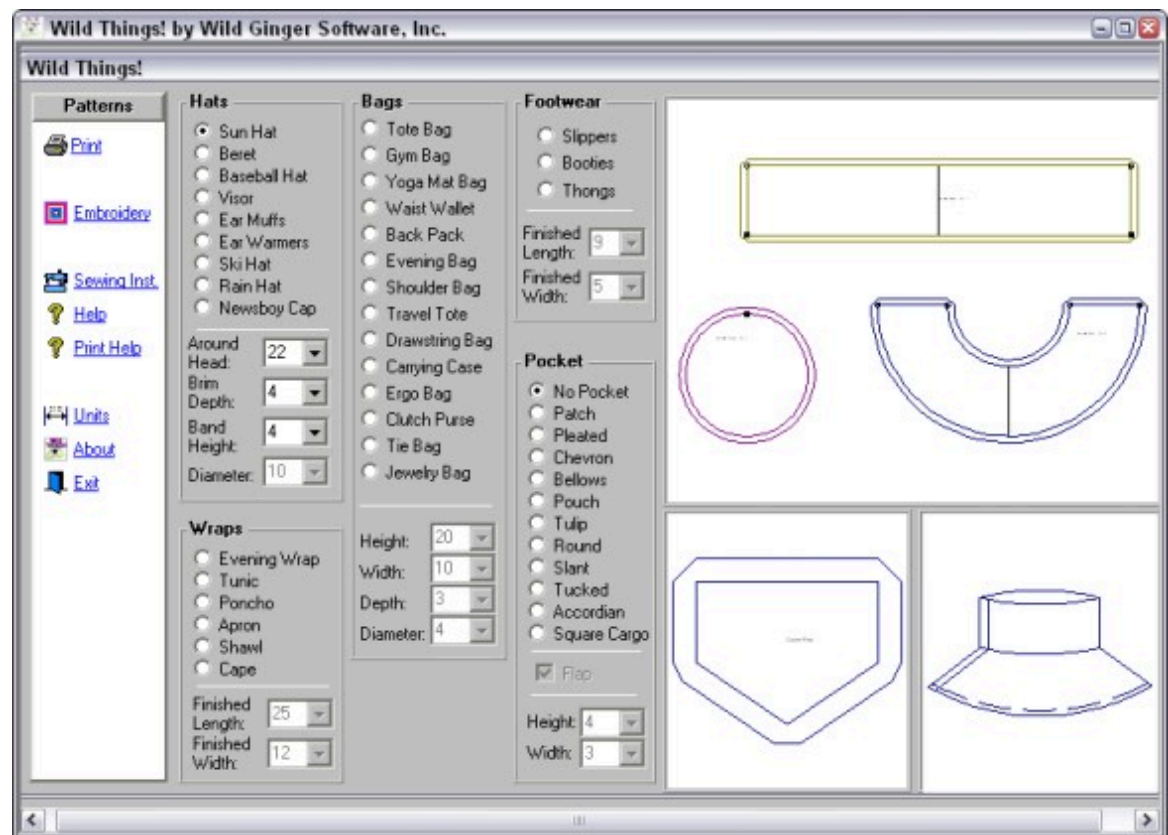 Wild Things! by Wild Ginger Software, Inc.
Wild Things!
Patterns
Print
Embroidery
Sewing Inst.
Help
Print Help
Units
About
Exit
Hats
Sun Hat
Beret
Baseball Hat
Visor
Ear Muffs
Ear Warmers
Ski Hat
Rain Hat
Newsboy Cap
Around
Head: 22
Brim
Depth: 4
Band
Height: 4
Diameter: 10
Wraps
Evening Wrap
Tunic
Poncho
Apron
Shawl
Cape
Finished
Length: 25
Finished
Width: 12
Bags
Tote Bag
Gym Bag
Yoga Mat Bag
Waist Wallet
Back Pack
Evening Bag
Shoulder Bag
Travel Tote
Drawstring Bag
Carrying Case
Ergo Bag
Clutch Purse
Tie Bag
Jewelry Bag
Height: 20
Width: 10
Depth: 3
Diameter: 4
Footwear
Slippers
Booties
Thongs
Finished
Length: 9
Finished
Width: 5
Pocket
No Pocket
Patch
Pleated
Chevron
Bellows
Pouch
Tulip
Round
Slant
Tucked
Accordian
Square Cargo
Flap
Height: 4
Width: 3